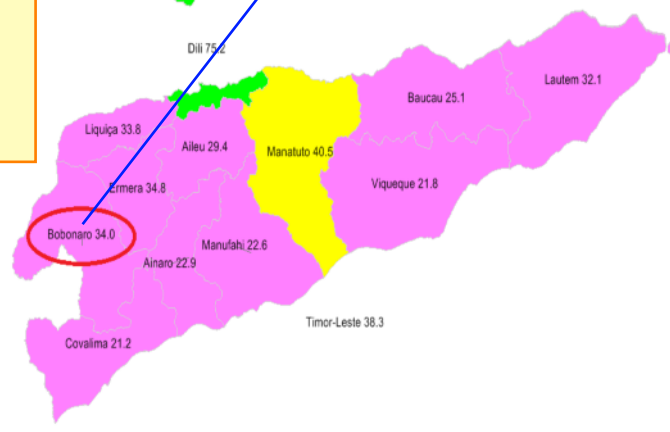 Dili 75.2
Lautem 32.1
Baucau 25.1
Liquiça 33.8
Aileu 29.4
Manatuto 40.5
Ermera 34.8
Viqueque 21.8
Bobonaro 34.0
Manufahi 22.6
Ainaro 22.9
Timor-Leste 38.3
Covalima 21.2